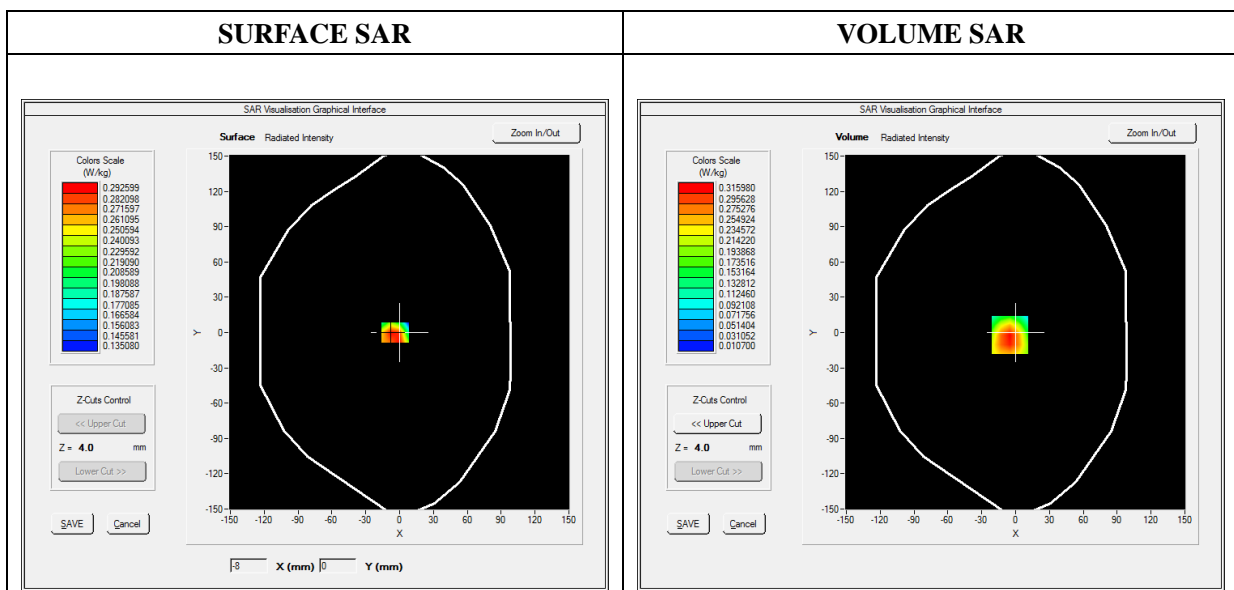 SURFACE SAR
VOLUME SAR
SAR Visualisation Graphical Interface
Surface Radiated Intensity
Zoom In/Out
Colors Scale
(W/kg)
0.292599
0.282098
0.271597
0.261095
0.250594
0.240093
0.229592
0.219090
0.208589
0.198088
0.187587
0.177085
0.166584
0.156083
0.145581
0.135080
Z-Cuts Control
<< Upper Cut
Z = 4.0 mm
Lower Cut >>
SAVE Cancel
150
120
90
60
30
0
-30
-60
-90
-120
-150
Y
-150 -120 -90 -60 -30 0 30 60 90 120 150
X
-8 X (mm) 0 Y (mm)
SAR Visualisation Graphical Interface
Volume Radiated Intensity
Zoom In/Out
Colors Scale
(W/kg)
0.315980
0.295628
0.275276
0.254924
0.234572
0.214220
0.193868
0.173516
0.153164
0.132812
0.112460
0.092108
0.071756
0.051404
0.031052
0.010700
Z-Cuts Control
<< Upper Cut
Z = 4.0 mm
Lower Cut >>
SAVE Cancel
150
120
90
60
30
0
-30
-60
-90
-120
-150
Y
-150 -120 -90 -60 -30 0 30 60 90 120 150
X